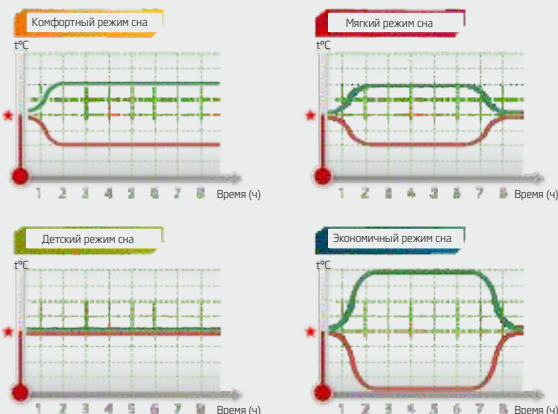 Комфортный режим сна
t°C
1 2 3 4 5 6 7 8 Время (ч)
Мягкий режим сна
t°C
1 2 3 4 5 6 7 8 Время (ч)
Детский режим сна
t°C
1 2 3 4 5 6 7 8 Время (ч)
Экономичный режим сна
t°C
1 2 3 4 5 6 7 8 Время (ч)